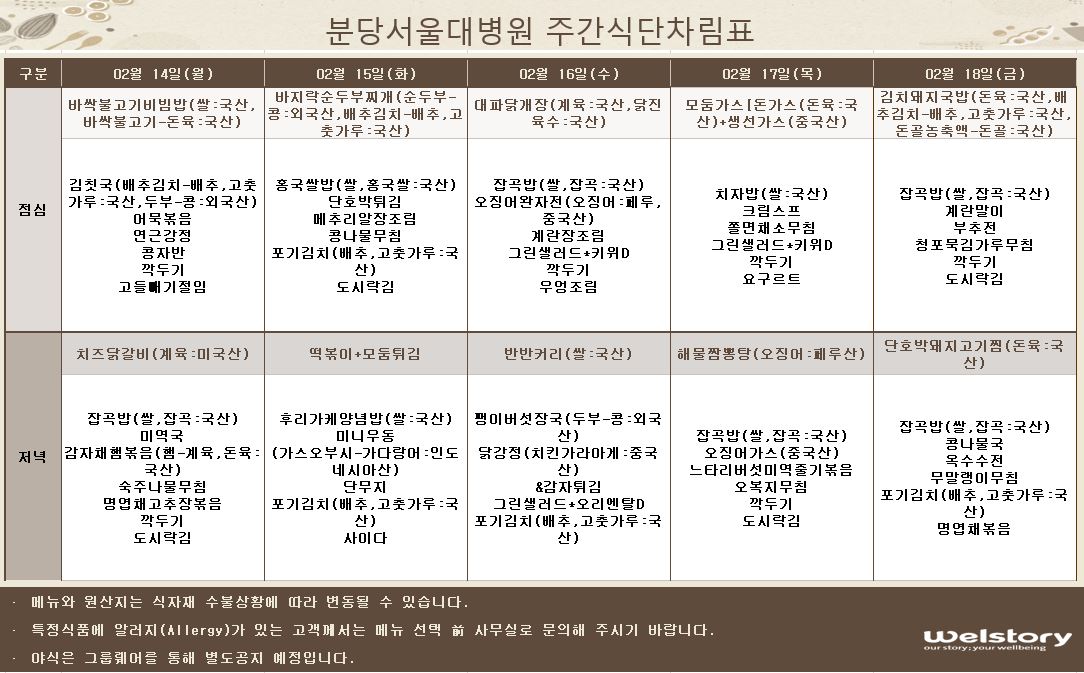 분당서울대병원 주간식단차림표
구분
02월 14일(월)
02월 15일(화)
02월 16일(수)
02월 17일(목)
02월 18일(금)
점심
바싹불고기비빔밥(쌀:국산,
바싹불고기-돈육:국산)
바지락순두부찌개(순두부-
콩:외국산,배추김치-배추,고
춧가루:국산)
대파닭개장(계육:국산,닭진
육수:국산)
모둠가스[돈가스(돈육:국
산)+생선가스(중국산)
김치돼지국밥(돈육:국산,배
추김치-배추,고춧가루:국산,
돈골농축액-돈골:국산)
김칫국(배추김치-배추,고춧
가루:국산,두부-콩:외국산)
어묵볶음
연근강정
콩자반
깍두기
고들빼기절임
홍국쌀밥(쌀,홍국쌀:국산)
단호박튀김
메추리알장조림
콩나물무침
포기김치(배추,고춧가루:국
산)
도시락김
잡곡밥(쌀,잡곡:국산)
오징어완자전(오징어:페루,
중국산)
계란장조림
그린샐러드*키위D
깍두기
우엉조림
치자밥(쌀:국산)
크림스프
쫄면채소무침
그린샐러드*키위D
깍두기
요구르트
잡곡밥(쌀,잡곡:국산)
계란말이
부추전
청포묵김가루무침
깍두기
도시락김
저녁
치즈닭갈비(계육:미국산)
떡볶이+모둠튀김
반반커리(쌀:국산)
해물짬뽕탕(오징어:페루산)
단호박돼지고기찜(돈육:국
산)
잡곡밥(쌀,잡곡:국산)
미역국
감자채햄볶음(햄-계육,돈육:
국산)
숙주나물무침
명엽채고추장볶음
깍두기
도시락김
후리가케양념밥(쌀:국산)
미니우동
(가스오부시-가다랑어:인도
네시아산)
단무지
포기김치(배추,고춧가루:국
산)
사이다
팽이버섯장국(두부-콩:외국
산)
닭강정(치킨가라아게:중국
산)
&감자튀김
그린샐러드*오리엔탈D
포기김치(배추,고춧가루:국
산)
잡곡밥(쌀,잡곡:국산)
오징어가스(중국산)
느타리버섯미역줄기볶음
오복지무침
깍두기
도시락김
잡곡밥(쌀,잡곡:국산)
콩나물국
옥수수전
무말랭이무침
포기김치(배추,고춧가루:국
산)
명엽채볶음
· 메뉴와 원산지는 식자재 수불상황에 따라 변동될 수 있습니다.
· 특정식품에 알러지(Allergy)가 있는 고객께서는 메뉴 선택 前 사무실로 문의해 주시기 바랍니다.
· 야식은 그룹웨어를 통해 별도공지 예정입니다.
Welstory
our story; your wellbeing